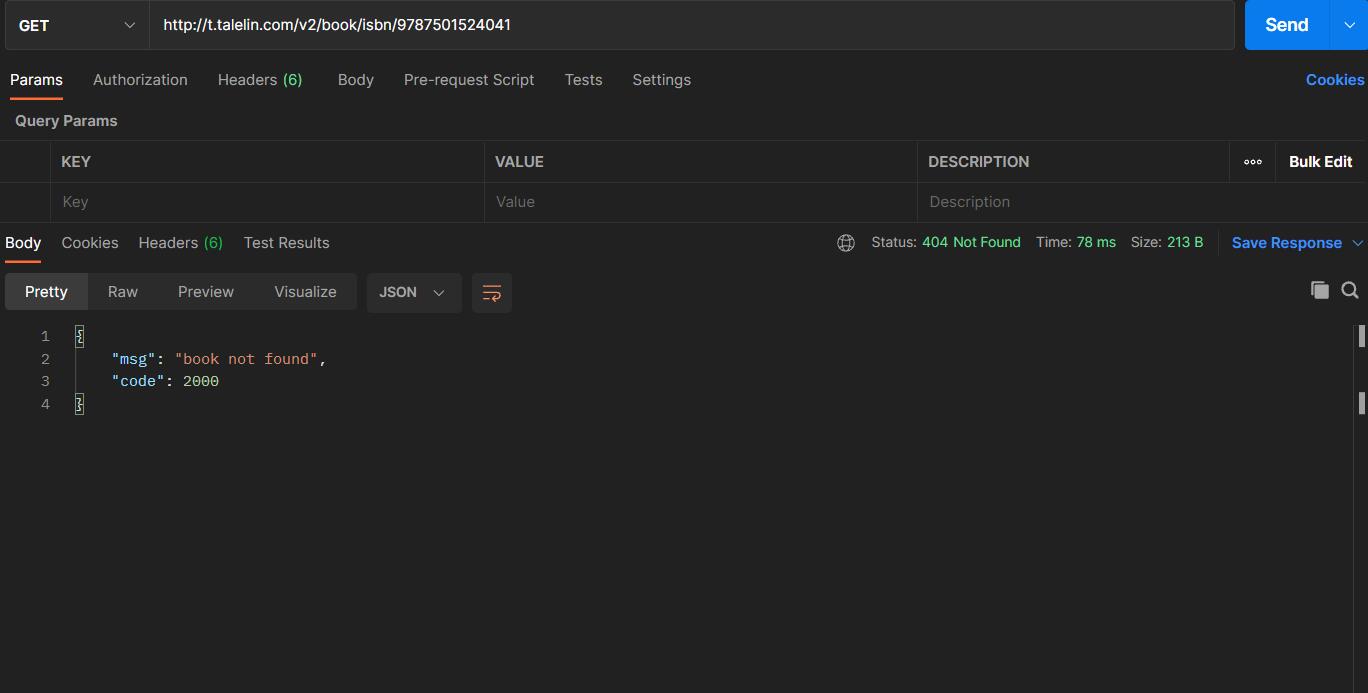 GET http://t.talelin.com/v2/book/isbn/9787501524041 Send
Params Authorization Headers (6) Body Pre-request Script Tests Settings Cookies
Query Params
KEY VALUE DESCRIPTION ooo Bulk Edit
Key Value Description
Body Cookies Headers (6) Test Results Status: 404 Not Found Time: 78 ms Size: 213 B Save Response
Pretty Raw Preview Visualize JSON
1 {
2 "msg": "book not found",
3 "code": 2000
4 }